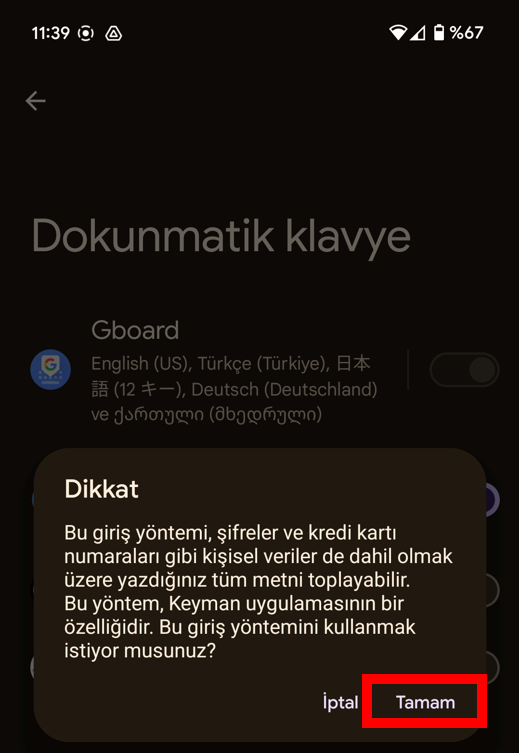 11:39 %67
Dokunmatik klavye
Gboard
English (US), Türkçe (Türkiye), 日本
語 (12 キー), Deutsch (Deutschland)
ve ქართული (მხედრული)
Dikkat
Bu giriş yöntemi, şifreler ve kredi kartı
numaraları gibi kişisel veriler de dahil olmak
üzere yazdığınız tüm metni toplayabilir.
Bu yöntem, Keyman uygulamasının bir
özelliğidir. Bu giriş yöntemini kullanmak
istiyor musunuz?
İptal Tamam